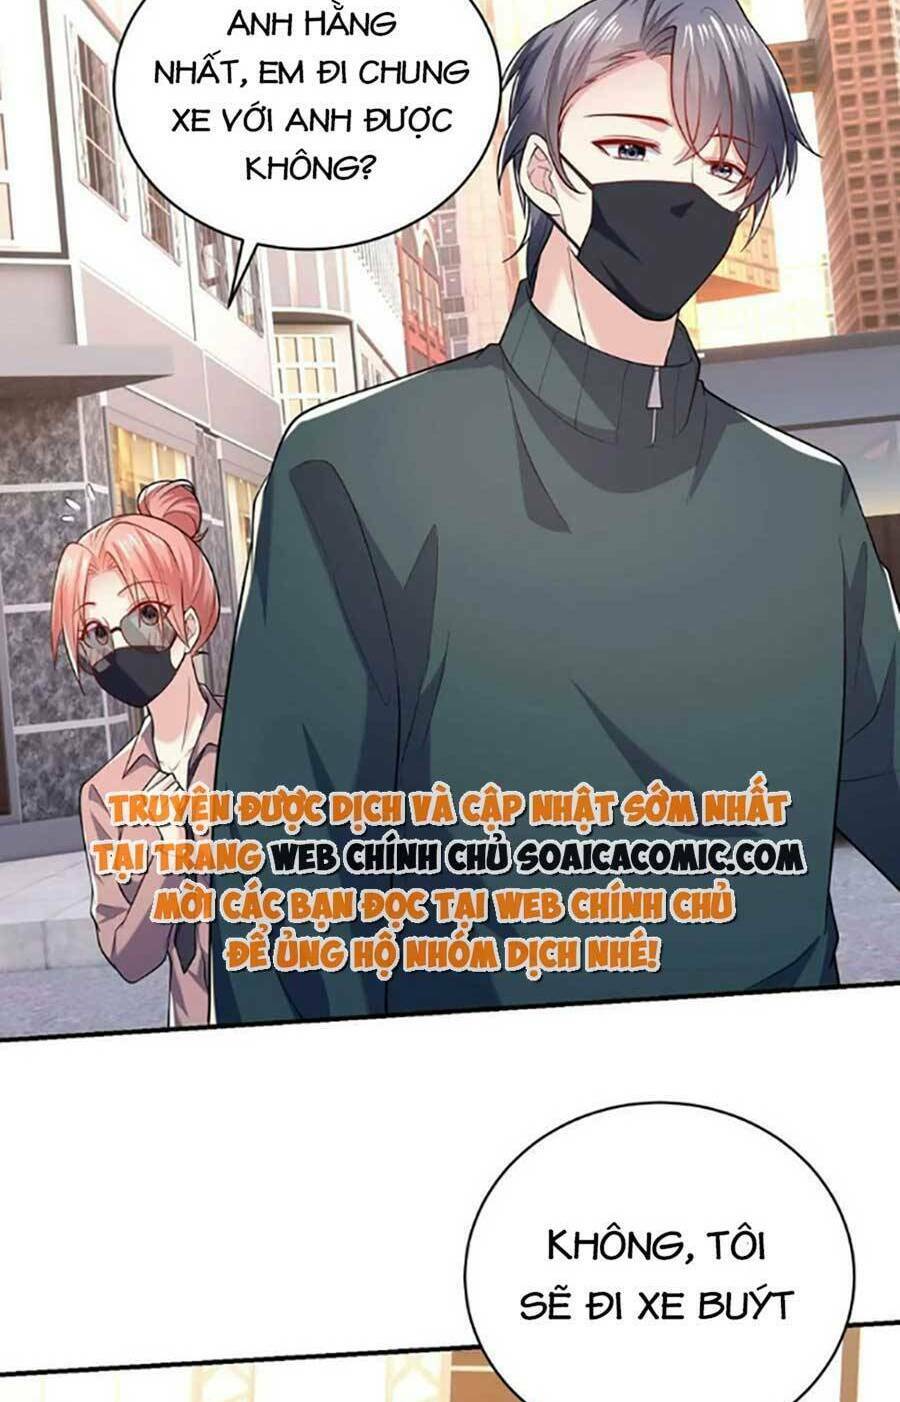 ANH HẰNG
NHẤT, EM ĐI CHUNG
XE VỚI ANH ĐƯỢC
KHÔNG?
TRUYỆN ĐƯỢC DỊCH VÀ CẬP NHẬT SỚM NHẤT
TẠI TRANG WEB CHÍNH CHỦ SOAICACOMIC.COM
MỜI CÁC BẠN ĐỌC TẠI WEB CHÍNH CHỦ
ĐỂ ỦNG HỘ NHÓM DỊCH NHÉ!
KHÔNG, TÔI
SẼ ĐI XE BUÝT